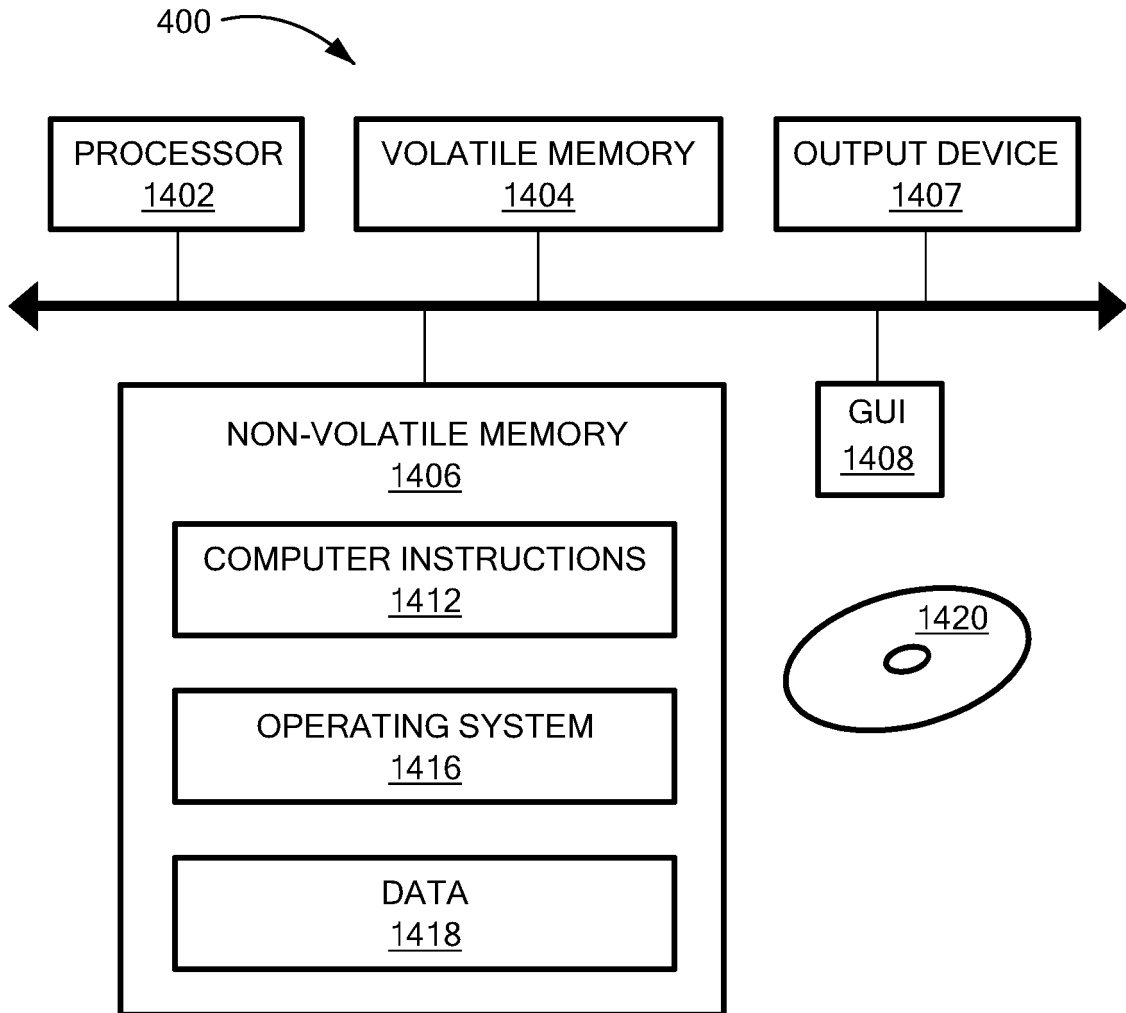 400
PROCESSOR
1402
VOLATILE MEMORY
1404
OUTPUT DEVICE
1407
NON-VOLATILE MEMORY
1406
GUI
1408
COMPUTER INSTRUCTIONS
1412
1420
OPERATING SYSTEM
1416
DATA
1418